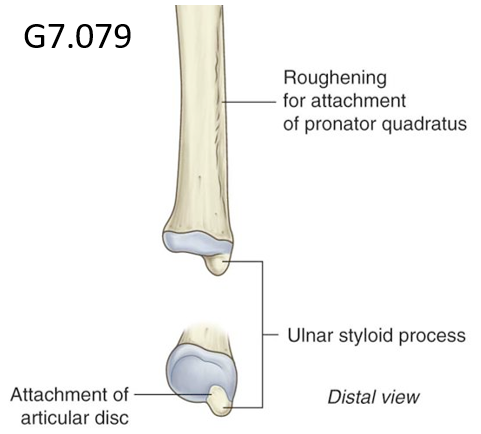 G7.079
Roughening
for attachment
of pronator quadratus
Ulnar styloid process
Attachment of
articular disc
Distal view